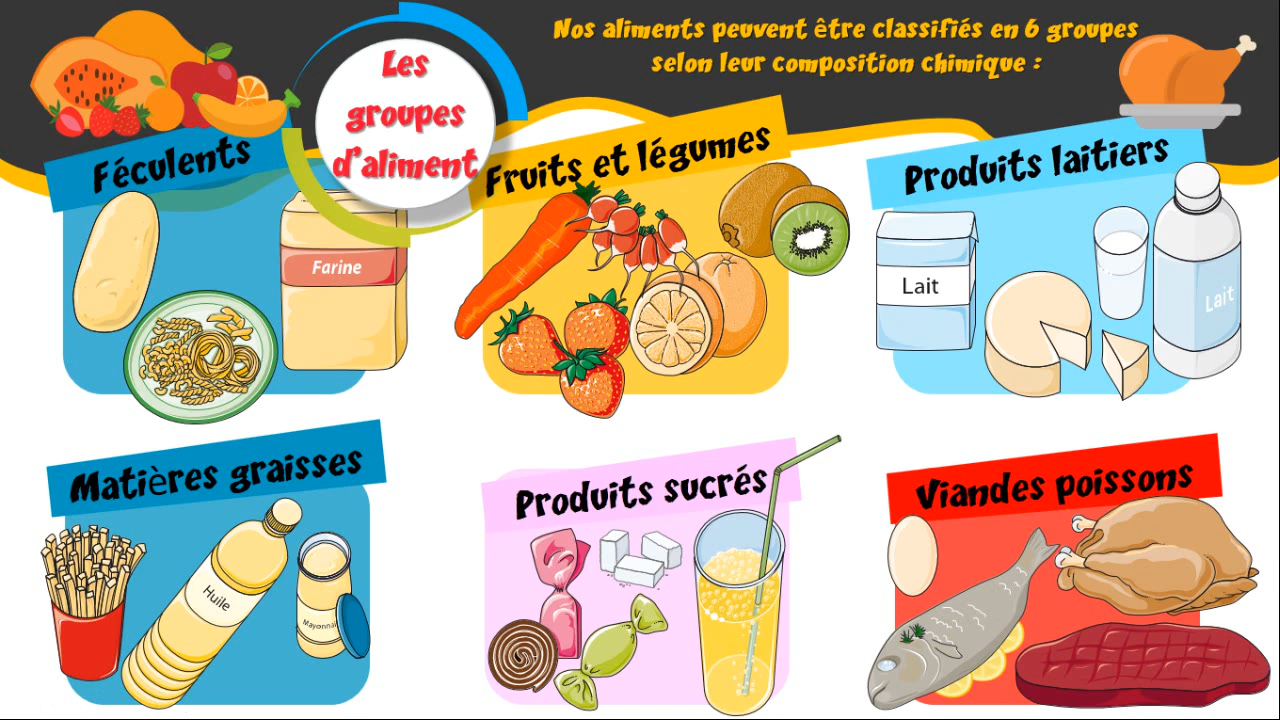 Les
groupes
d'aliment
Nos aliments peuvent être classifiés en 6 groupes
selon leur composition chimique :
Féculents
Farine
Fruits et légumes
Produits laitiers
Lait
Lait
Matières graisses
Huile
Mayonnai
Produits sucrés
Viandes poissons